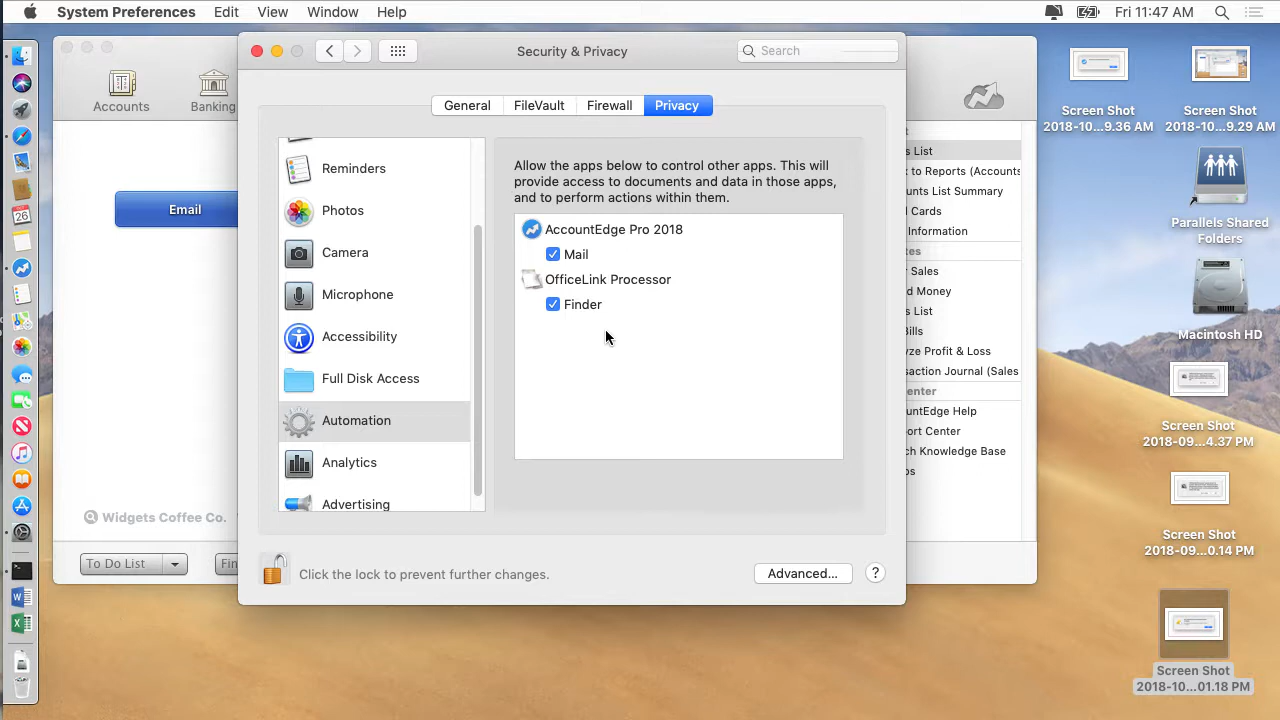 System Preferences Edit View Window Help
Fri 11:47 AM
Security & Privacy
Search
General FileVault Firewall Privacy
Accounts
Banking
Email
Widgets Coffee Co.
To Do List
Fin
Reminders
Photos
Camera
Microphone
Accessibility
Full Disk Access
Automation
Analytics
Advertising
Allow the apps below to control other apps. This will
provide access to documents and data in those apps,
and to perform actions within them.
AccountEdge Pro 2018
Mail
OfficeLink Processor
Finder
Click the lock to prevent further changes.
Advanced...
?
t
s List
x to Reports (Accounts
ounts List Summary
Cards
Information
tes
r Sales
d Money
s List
Bills
yze Profit & Loss
saction Journal (Sales
enter
untEdge Help
ort Center
ch Knowledge Base
os
Screen Shot
2018-10...9.36 AM
Screen Shot
2018-10...9.29 AM
Parallels Shared
Folders
Macintosh HD
Screen Shot
2018-09...4.37 PM
Screen Shot
2018-09...0.14 PM
Screen Shot
2018-10...01.18 PM
26